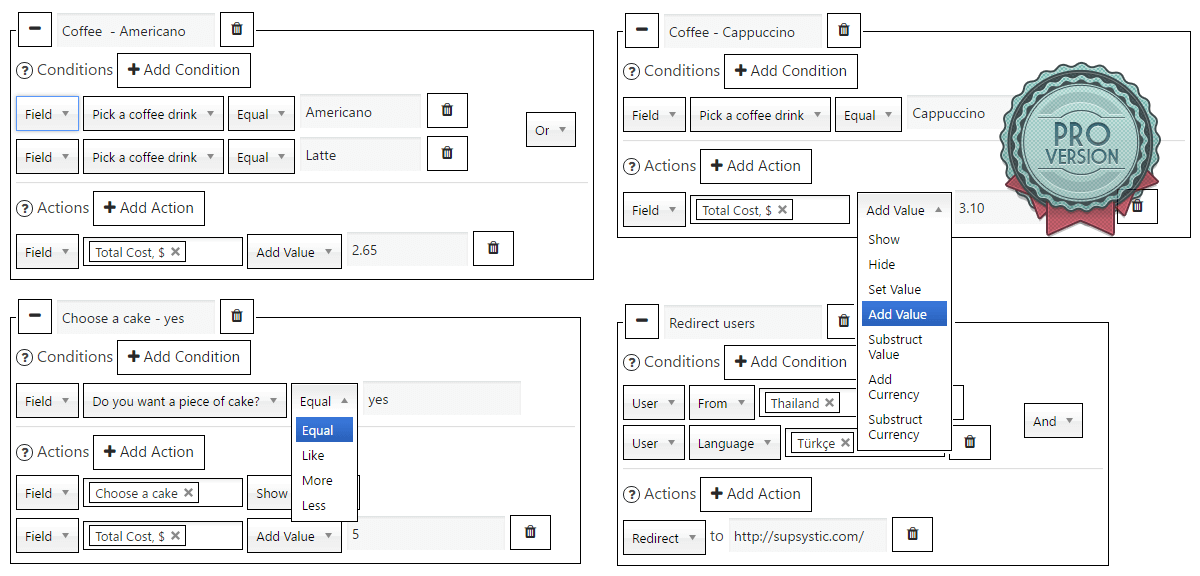 Coffee - Americano
? Conditions + Add Condition
Field Pick a coffee drink Equal Americano
Or
Field Pick a coffee drink Equal Latte
? Actions + Add Action
Field Total Cost, $ × Add Value 2.65
Coffee - Cappuccino
? Conditions + Add Condition
Field Pick a coffee drink Equal Cappuccino
PRO
VERSION
? Actions + Add Action
Field Total Cost, $ × Add Value 3.10
Show
Hide
Set Value
Add Value
Substruct
Value
Add
Currency
Substruct
Currency
Choose a cake - yes
? Conditions + Add Condition
Field Do you want a piece of cake? Equal yes
Equal
Like
More
Less
? Actions + Add Action
Field Choose a cake × Show
Field Total Cost, $ × Add Value 5
Redirect users
? Conditions + Add Condition
User From Thailand ×
And
User Language Türkçe ×
? Actions + Add Action
Redirect to http://supsystic.com/